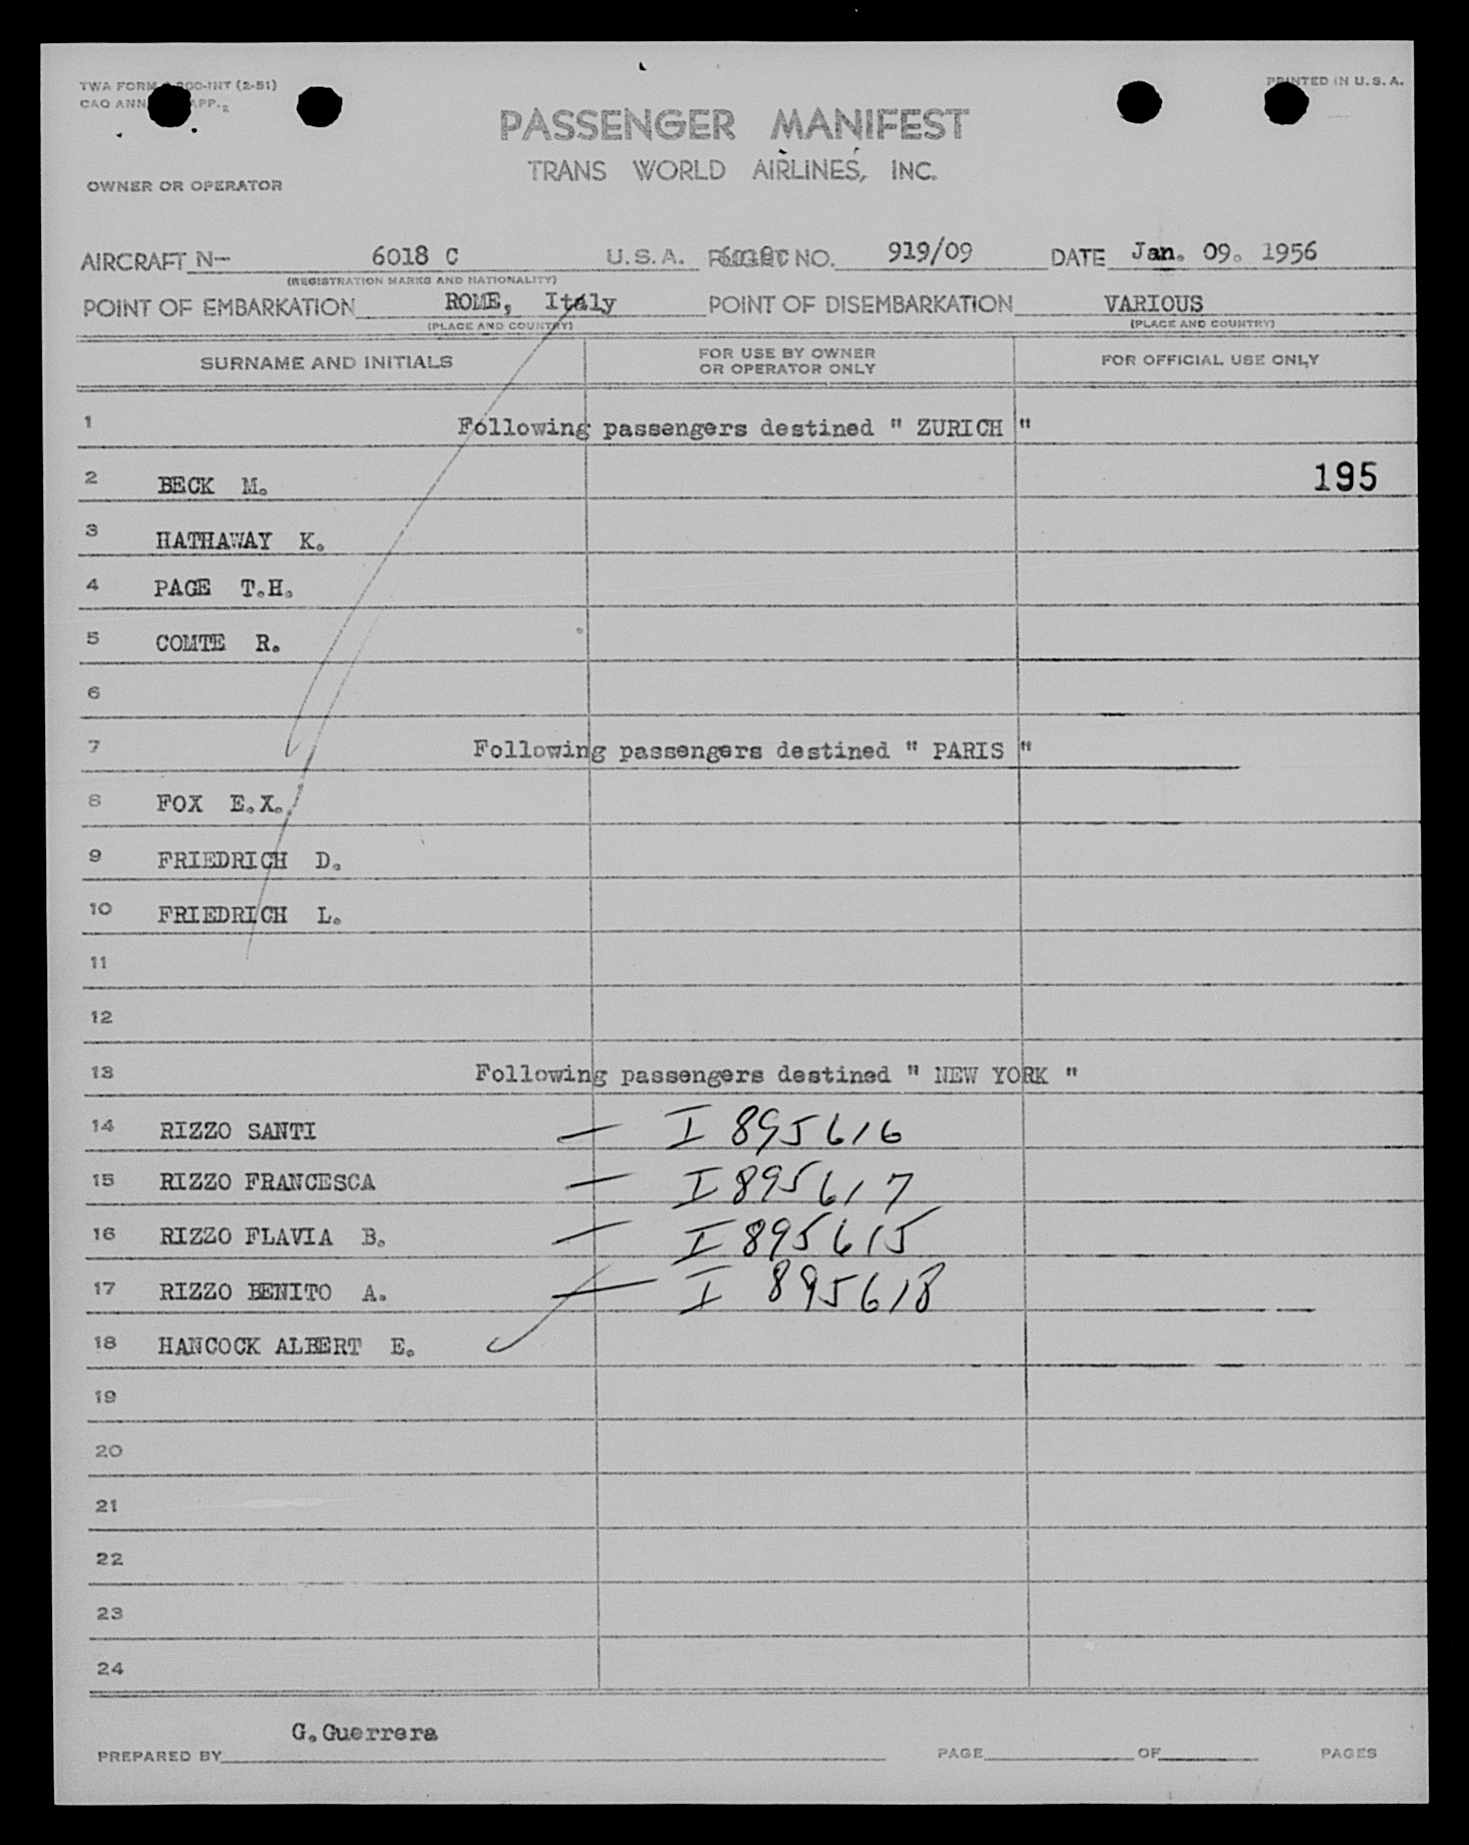 TWA FORM
CAO ANN
PRINTED IN U.S.A.
PASSENGER MANIFEST
TRANS WORLD AIRLINES, INC.
OWNER OR OPERATOR
AIRCRAFT N- 6018 C U.S.A. NO. 919/09 DATE Jan. 09. 1956
(REGISTRATION MARKS AND NATIONALITY)
POINT OF EMBARKATION ROME, Italy POINT OF DISEMBARKATION VARIOUS
(PLACE AND COUNTRY) (PLACE AND COUNTRY)
SURNAME AND INITIALS FOR USE BY OWNER OR OPERATOR ONLY FOR OFFICIAL USE ONLY
1 Following passengers destined " ZURICH "
2 BECK M. 195
3 HATHAWAY K.
4 PAGE T.H.
5 COMTE R.
6
7 Following passengers destined " PARIS "
8 FOX E.X.
9 FRIEDRICH D.
10 FRIEDRICH L.
11
12
13 Following passengers destined " NEW YORK "
14 RIZZO SANTI — I 895616
15 RIZZO FRANCESCA — I 895617
16 RIZZO FLAVIA B. — I 895615
17 RIZZO BENITO A. — I 895618
18 HANCOCK ALBERT E.
19
20
21
22
23
24
G.Guerrera
PREPARED BY PAGE OF PAGES